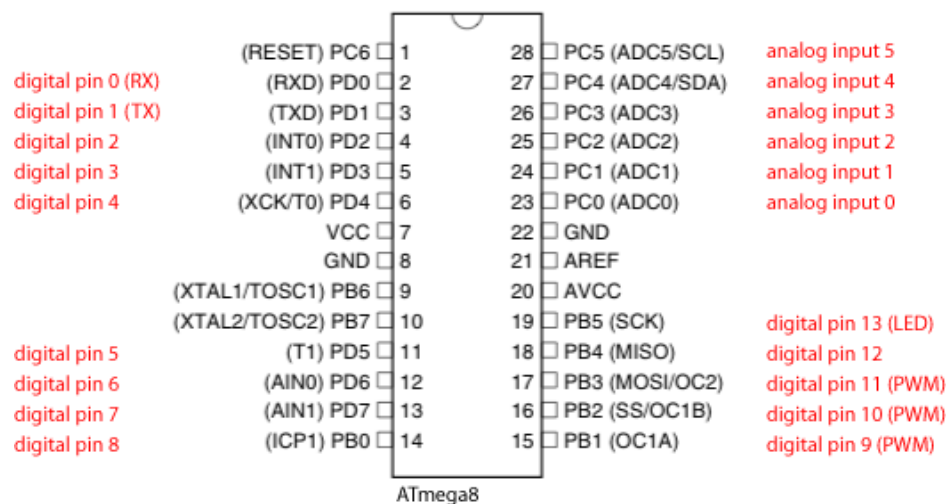 (RESET) PC6 1 28 PC5 (ADC5/SCL) analog input 5
digital pin 0 (RX) (RXD) PD0 2 27 PC4 (ADC4/SDA) analog input 4
digital pin 1 (TX) (TXD) PD1 3 26 PC3 (ADC3) analog input 3
digital pin 2 (INT0) PD2 4 25 PC2 (ADC2) analog input 2
digital pin 3 (INT1) PD3 5 24 PC1 (ADC1) analog input 1
digital pin 4 (XCK/T0) PD4 6 23 PC0 (ADC0) analog input 0
VCC 7 22 GND
GND 8 21 AREF
(XTAL1/TOSC1) PB6 9 20 AVCC
(XTAL2/TOSC2) PB7 10 19 PB5 (SCK) digital pin 13 (LED)
digital pin 5 (T1) PD5 11 18 PB4 (MISO) digital pin 12
digital pin 6 (AIN0) PD6 12 17 PB3 (MOSI/OC2) digital pin 11 (PWM)
digital pin 7 (AIN1) PD7 13 16 PB2 (SS/OC1B) digital pin 10 (PWM)
digital pin 8 (ICP1) PB0 14 15 PB1 (OC1A) digital pin 9 (PWM)
ATmega8